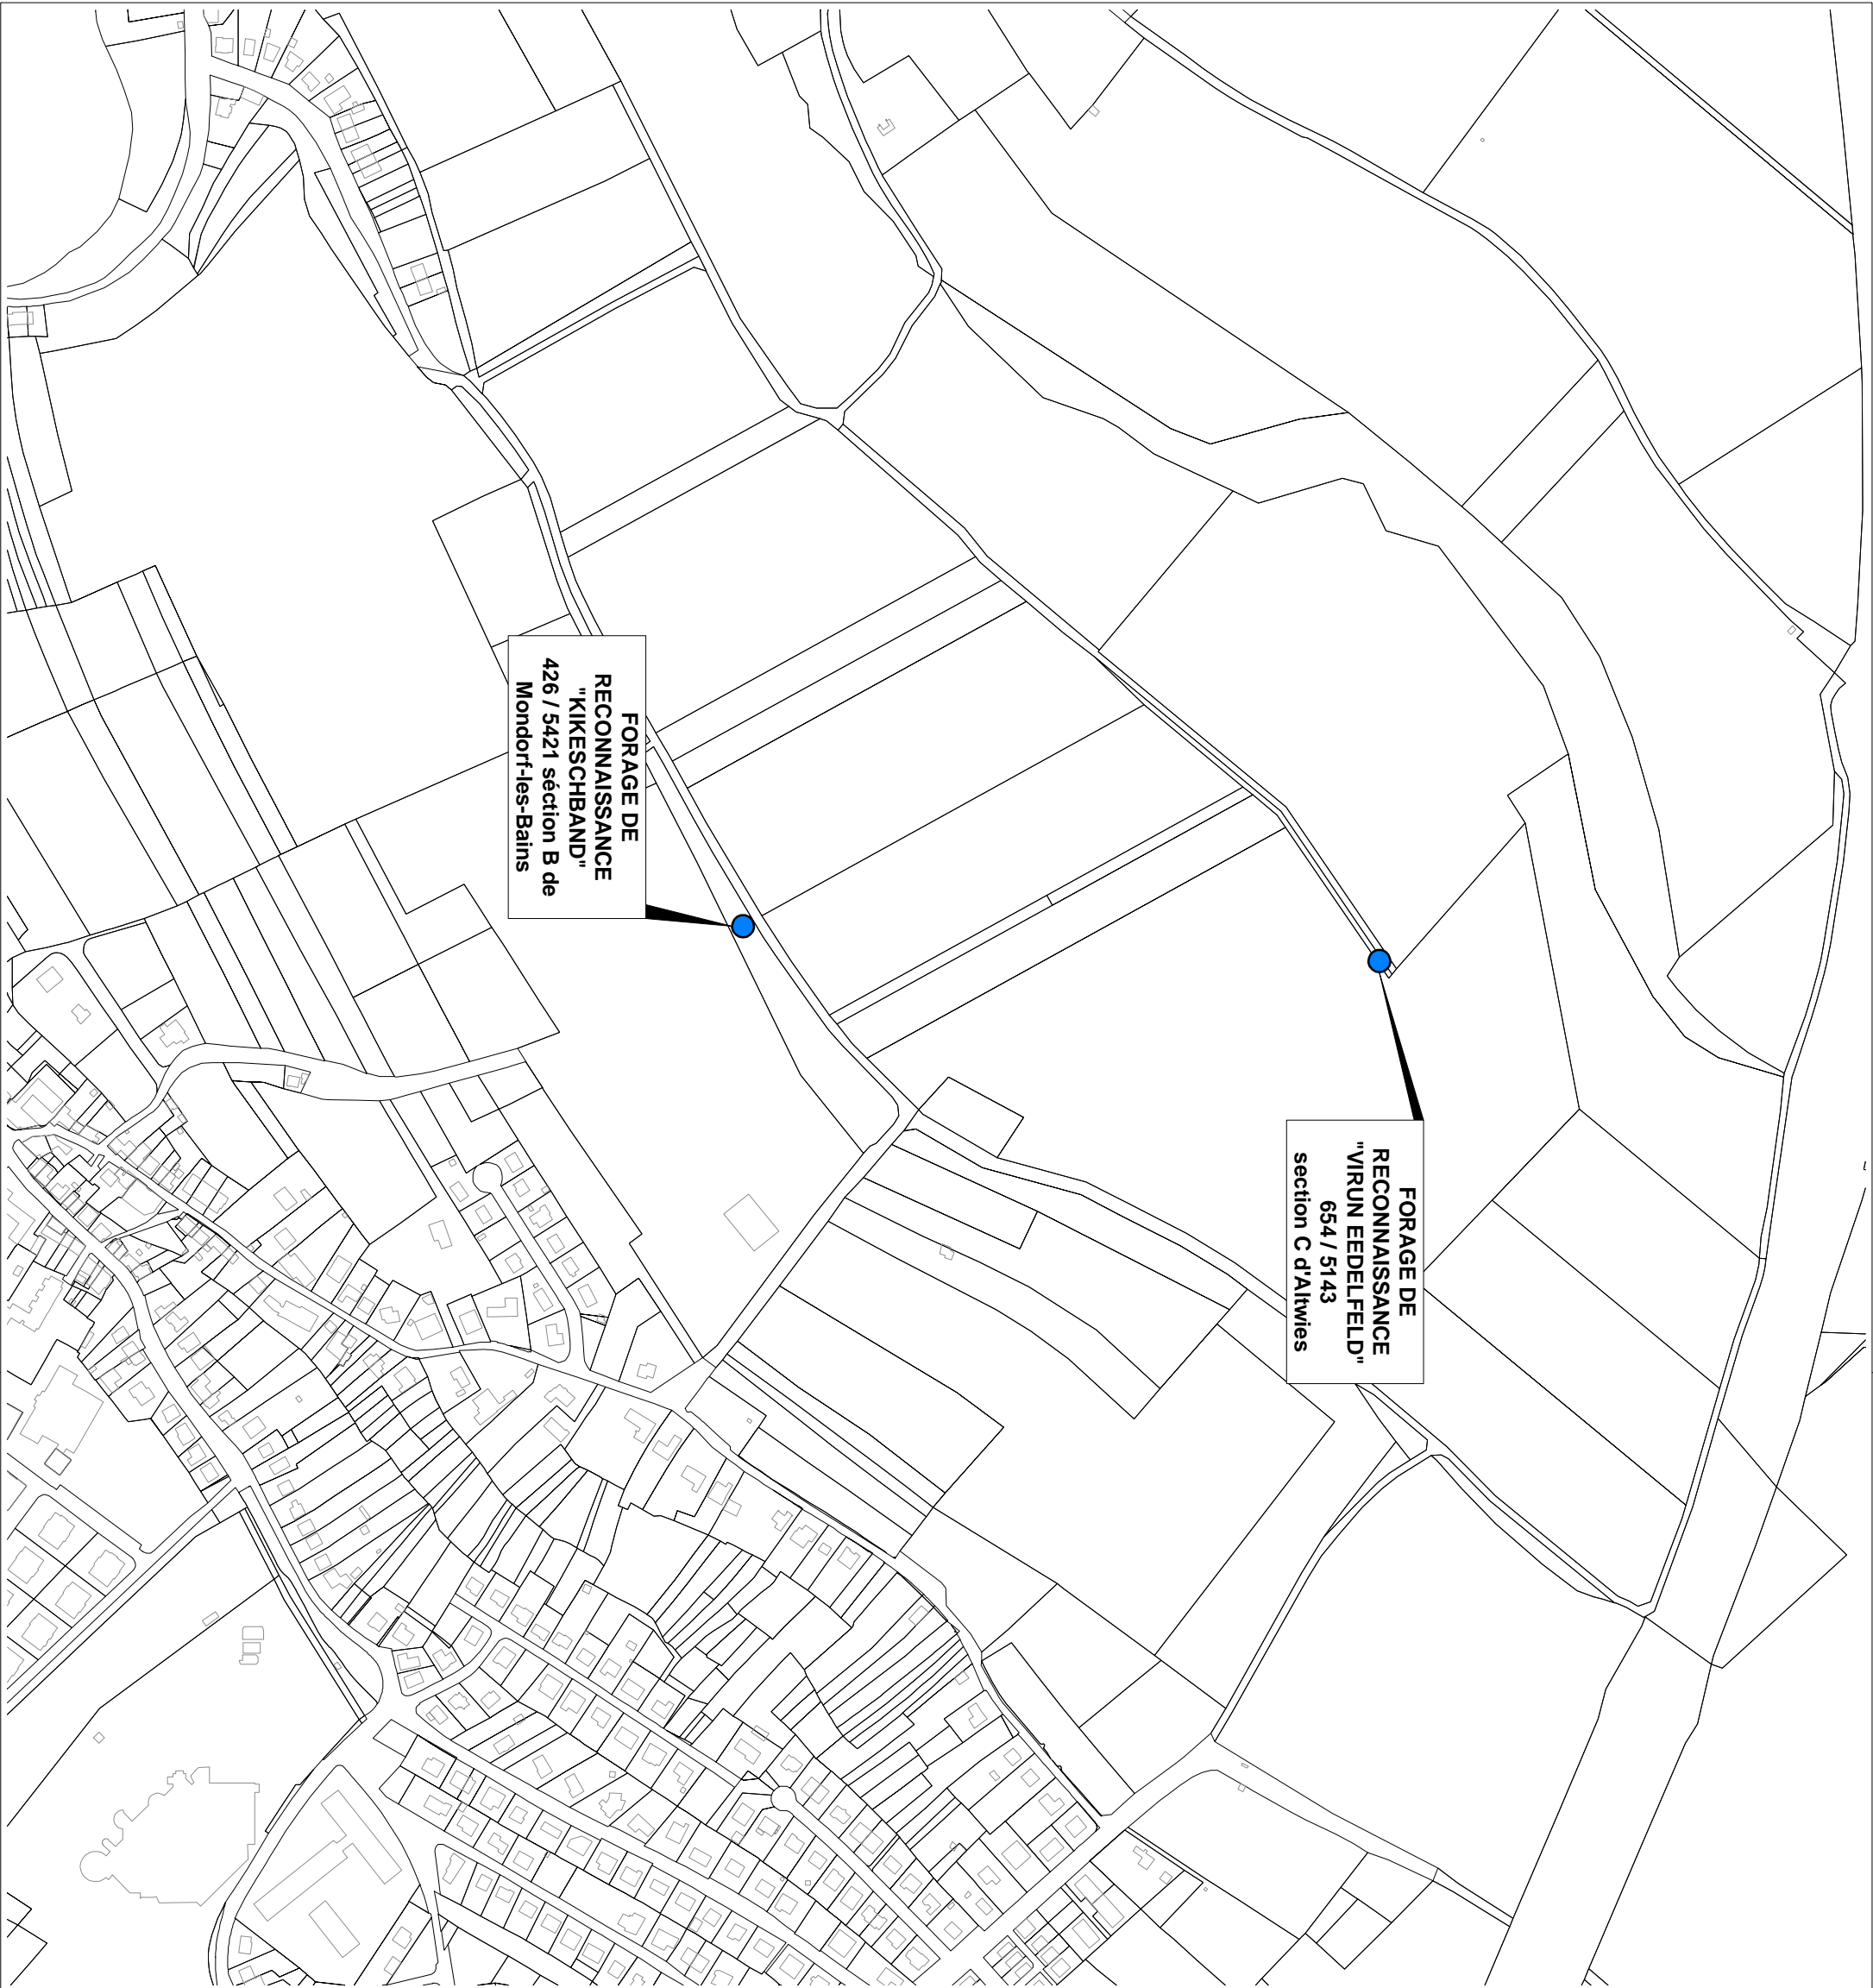 FORAGE DE
RECONNAISSANCE
"KIKESCHBAND"
426 / 5421 séction B de
Mondorf-les-Bains
FORAGE DE
RECONNAISSANCE
"VIRUN EEDELFELD"
654 / 5143
section C d'Altwies